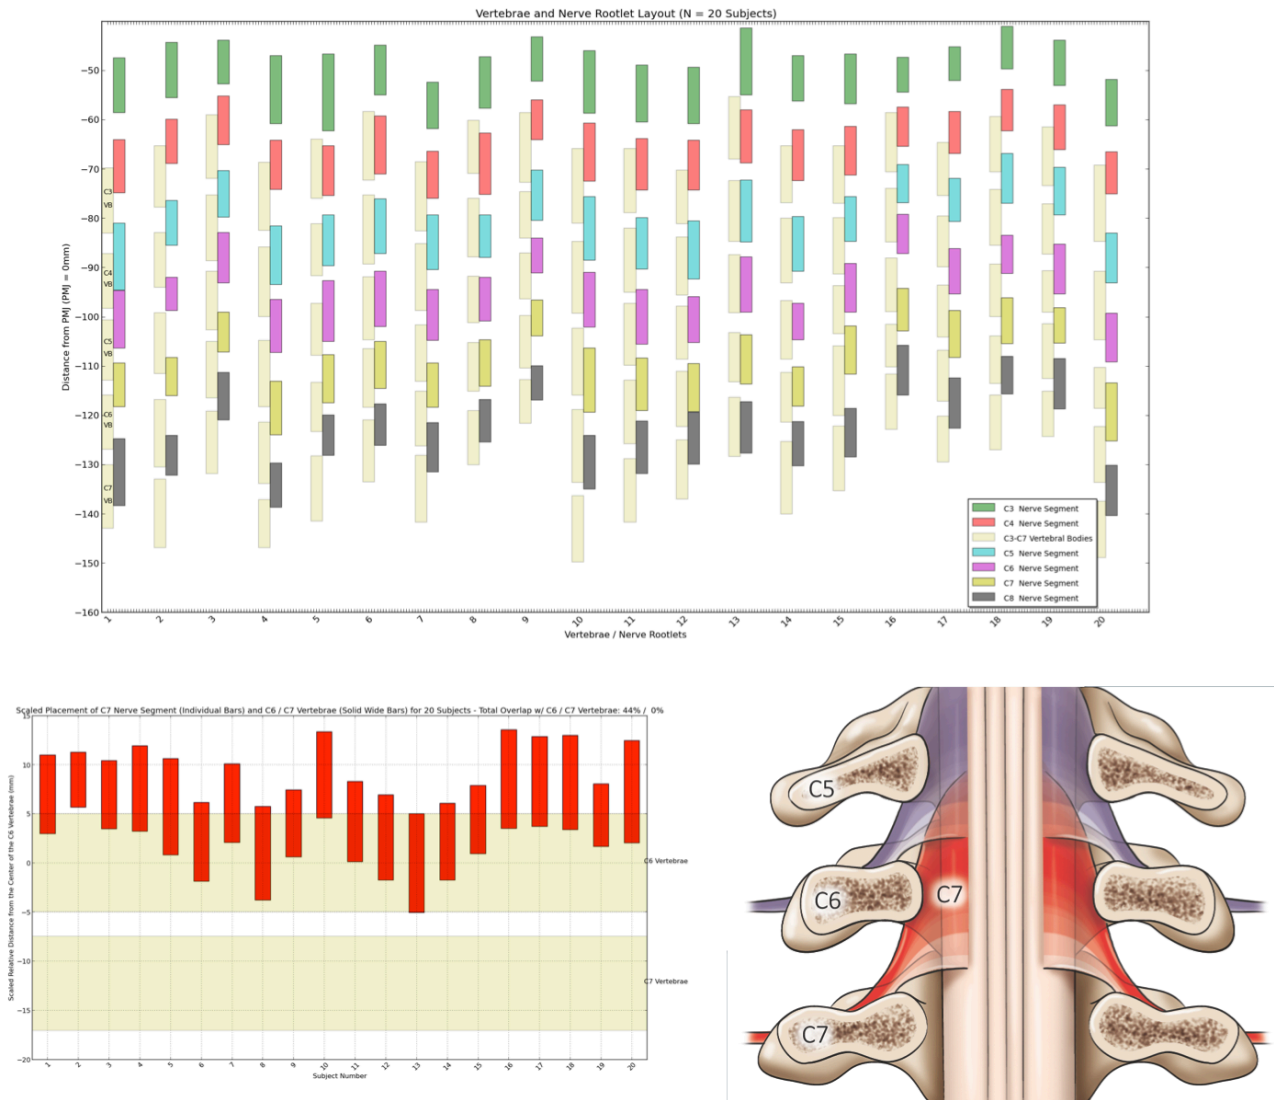 Vertebrae and Nerve Rootlet Layout (N = 20 Subjects)
Distance from PMJ (PMJ = 0mm)
−50
−60
−70
−80
−90
−100
−110
−120
−130
−140
−150
−160
C3
VB
C4
VB
C5
VB
C6
VB
C7
VB
C3 Nerve Segment
C4 Nerve Segment
C3-C7 Vertebral Bodies
C5 Nerve Segment
C6 Nerve Segment
C7 Nerve Segment
C8 Nerve Segment
1 2 3 4 5 6 7 8 9 10 11 12 13 14 15 16 17 18 19 20
Vertebrae / Nerve Rootlets
Scaled Placement of C7 Nerve Segment (Individual Bars) and C6 / C7 Vertebrae (Solid Wide Bars) for 20 Subjects - Total Overlap w/ C6 / C7 Vertebrae: 44% / 0%
Scaled Relative Distance from the Center of the C6 Vertebrae (mm)
15
10
5
0
−5
−10
−15
−20
C6 Vertebrae
C7 Vertebrae
1 2 3 4 5 6 7 8 9 10 11 12 13 14 15 16 17 18 19 20
Subject Number
C5
C6
C7
C7